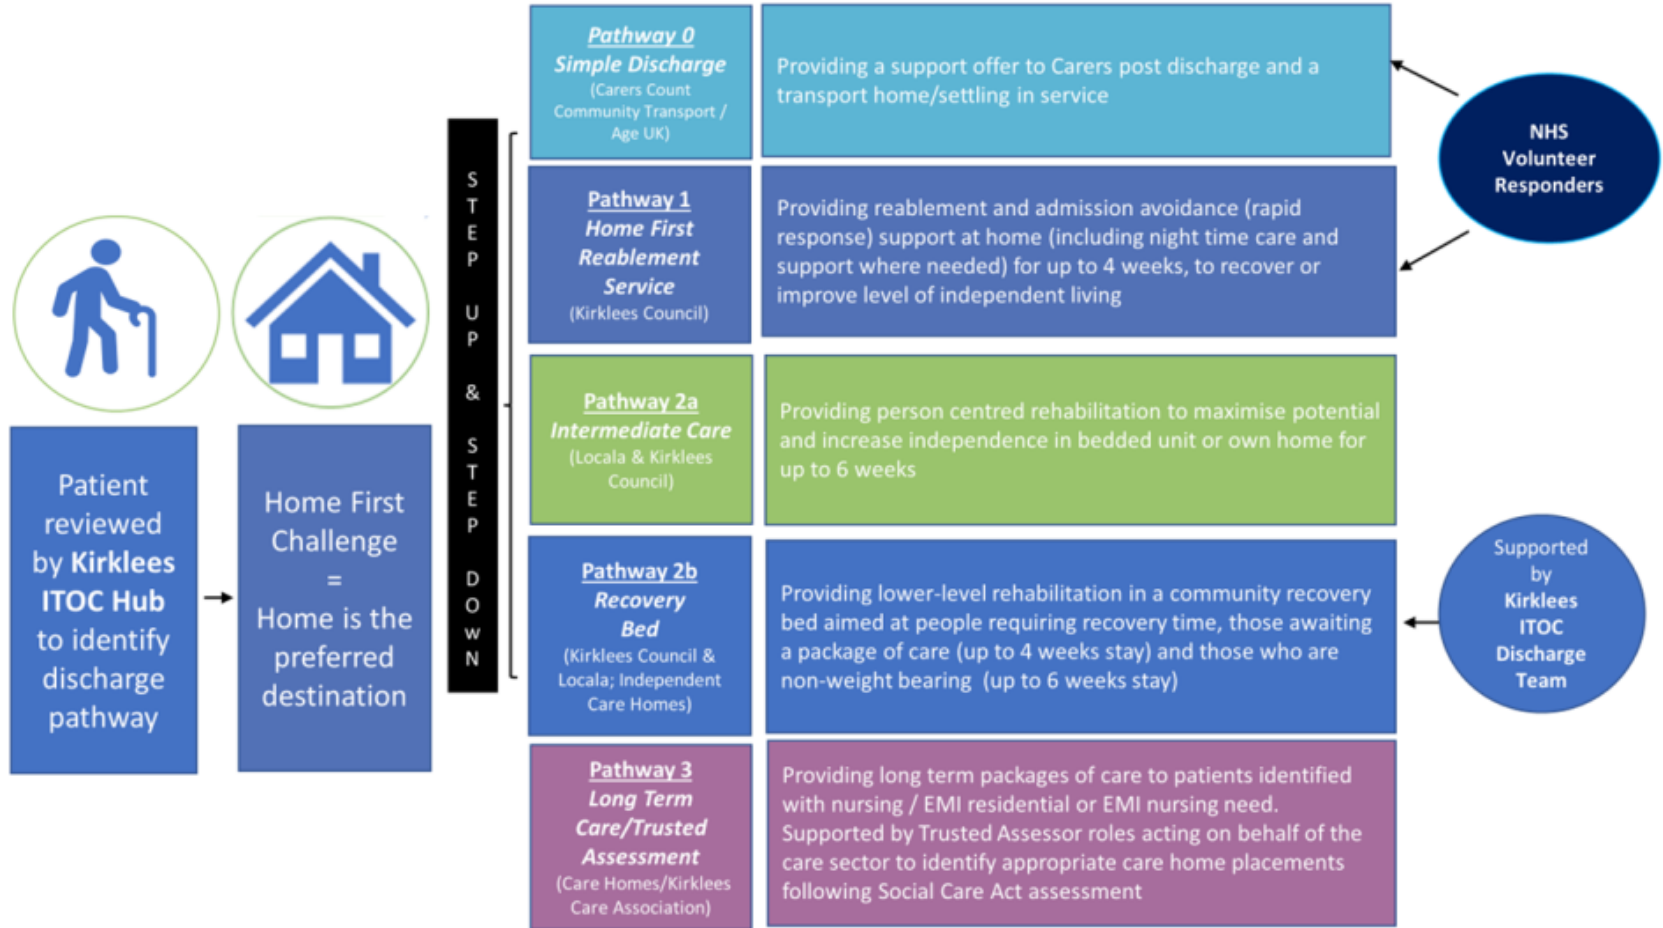 Patient
reviewed
by Kirklees
ITOC Hub
to identify
discharge
pathway
Home First
Challenge
=
Home is the
preferred
destination
S
T
E
P
U
P
&
S
T
E
P
D
O
W
N
Pathway 0
Simple Discharge
(Carers Count
Community Transport /
Age UK)
Providing a support offer to Carers post discharge and a
transport home/settling in service
Pathway 1
Home First
Reablement
Service
(Kirklees Council)
Providing reablement and admission avoidance (rapid
response) support at home (including night time care and
support where needed) for up to 4 weeks, to recover or
improve level of independent living
Pathway 2a
Intermediate Care
(Locala & Kirklees
Council)
Providing person centred rehabilitation to maximise potential
and increase independence in bedded unit or own home for
up to 6 weeks
Pathway 2b
Recovery
Bed
(Kirklees Council &
Locala; Independent
Care Homes)
Providing lower-level rehabilitation in a community recovery
bed aimed at people requiring recovery time, those awaiting
a package of care (up to 4 weeks stay) and those who are
non-weight bearing  (up to 6 weeks stay)
Pathway 3
Long Term
Care/Trusted
Assessment
(Care Homes/Kirklees
Care Association)
Providing long term packages of care to patients identified
with nursing / EMI residential or EMI nursing need.
Supported by Trusted Assessor roles acting on behalf of the
care sector to identify appropriate care home placements
following Social Care Act assessment
NHS
Volunteer
Responders
Supported
by
Kirklees
ITOC
Discharge
Team